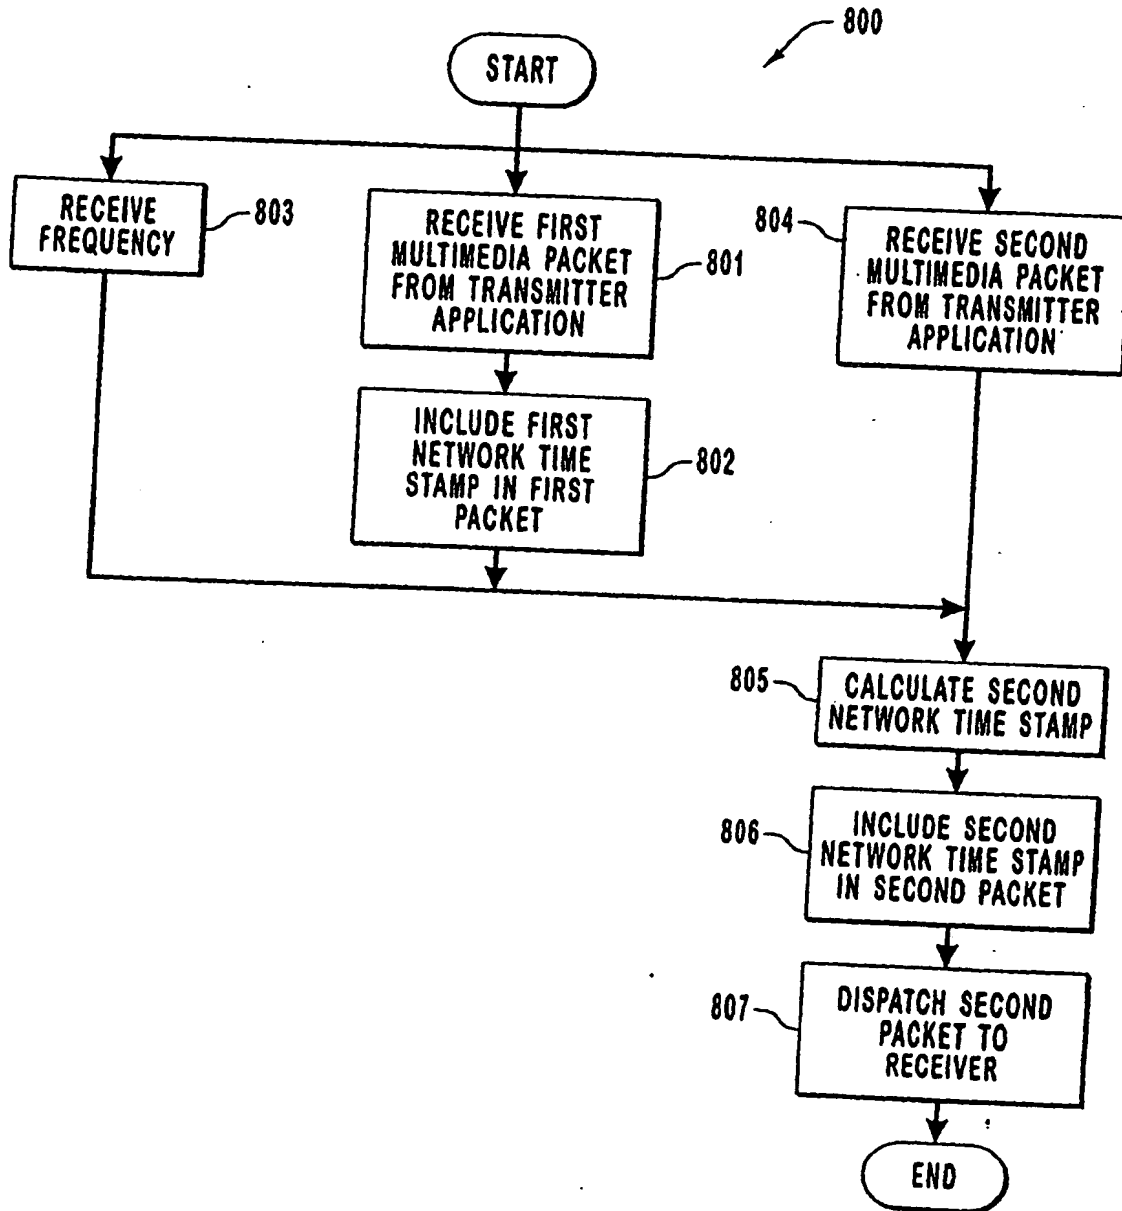 800
START
RECEIVE
FREQUENCY
803
RECEIVE FIRST
MULTIMEDIA PACKET
FROM TRANSMITTER
APPLICATION
801
804
RECEIVE SECOND
MULTIMEDIA PACKET
FROM TRANSMITTER
APPLICATION
INCLUDE FIRST
NETWORK TIME
STAMP IN FIRST
PACKET
802
805
CALCULATE SECOND
NETWORK TIME STAMP
806
INCLUDE SECOND
NETWORK TIME STAMP
IN SECOND PACKET
807
DISPATCH SECOND
PACKET TO
RECEIVER
END